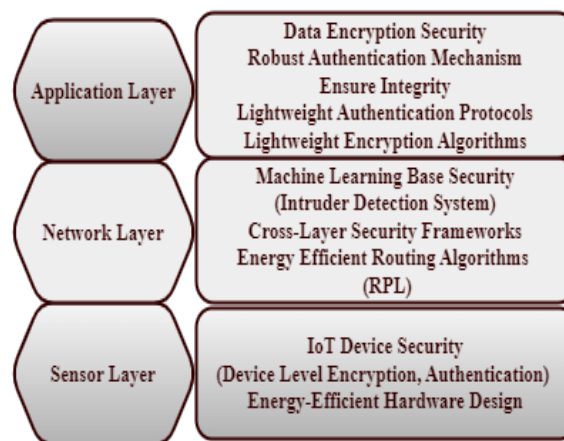 Application Layer
Data Encryption Security
Robust Authentication Mechanism
Ensure Integrity
Lightweight Authentication Protocols
Lightweight Encryption Algorithms
Network Layer
Machine Learning Base Security
(Intruder Detection System)
Cross-Layer Security Frameworks
Energy Efficient Routing Algorithms
(RPL)
Sensor Layer
IoT Device Security
(Device Level Encryption, Authentication)
Energy-Efficient Hardware Design